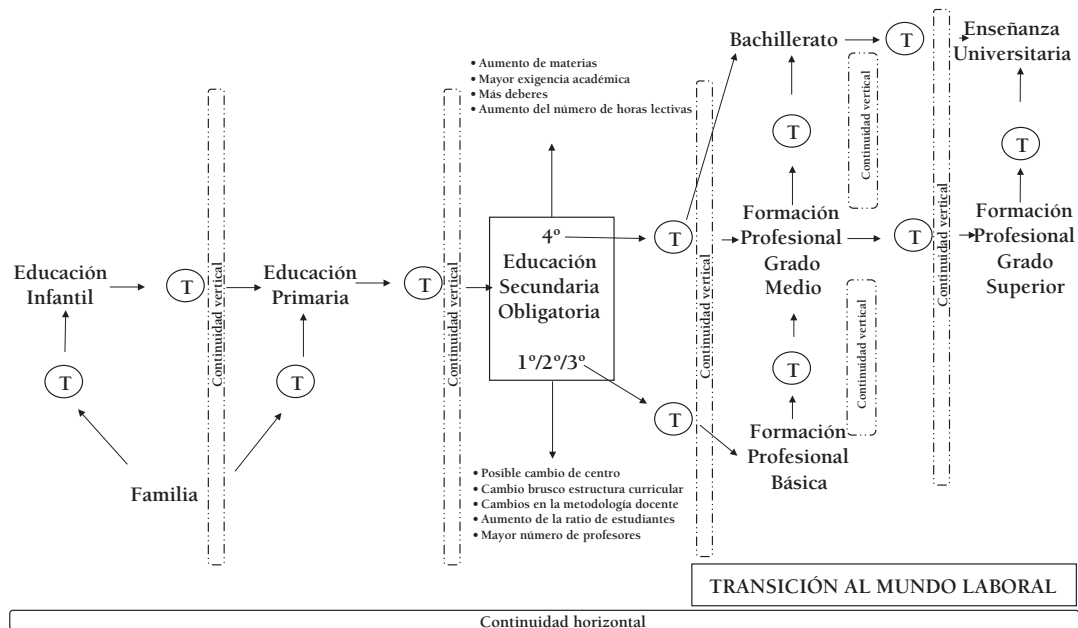 Bachillerato
T
Enseñanza
Universitaria
• Aumento de materias
• Mayor exigencia académica
• Más deberes
• Aumento del número de horas lectivas
Continuidad vertical
T
T
Educación
Infantil
T
Continuidad vertical
Educación
Primaria
T
Continuidad vertical
4º
Educación
Secundaria
Obligatoria
1º/2º/3º
T
Continuidad vertical
Formación
Profesional
Grado
Medio
T
Continuidad vertical
Formación
Profesional
Grado
Superior
T
T
T
Continuidad vertical
T
Formación
Profesional
Básica
Familia
• Posible cambio de centro
• Cambio brusco estructura curricular
• Cambios en la metodología docente
• Aumento de la ratio de estudiantes
• Mayor número de profesores
TRANSICIÓN AL MUNDO LABORAL
Continuidad horizontal